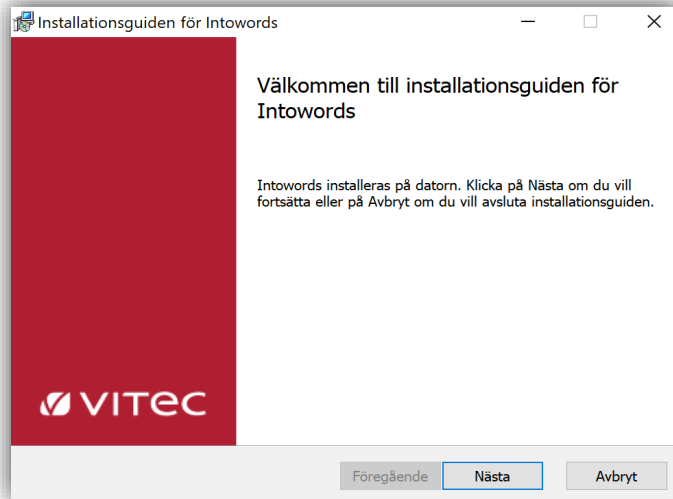 Installationsguiden för Intowords
Välkommen till installationsguiden för
Intowords
Intowords installeras på datorn. Klicka på Nästa om du vill
fortsätta eller på Avbryt om du vill avsluta installationsguiden.
VITEC
Föregående Nästa Avbryt